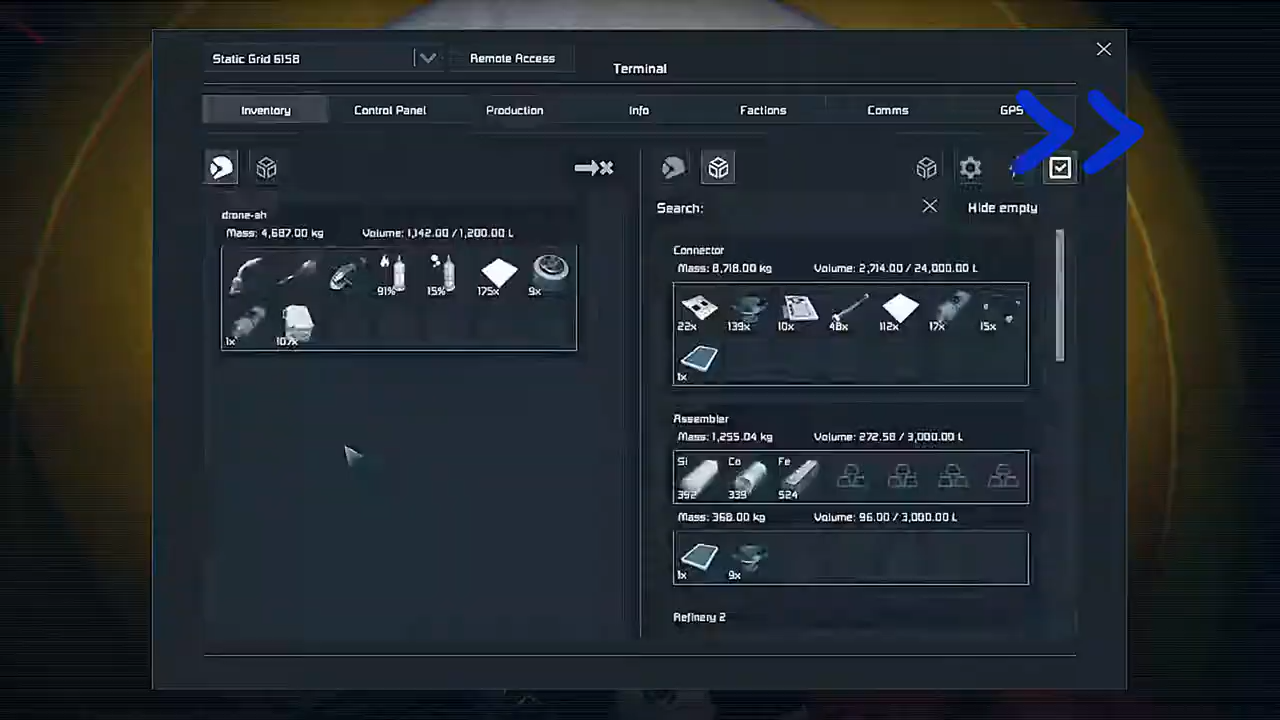 Static Grid 6158
Remote Access
Terminal
Inventory
Control Panel
Production
Info
Factions
Comms
GPS
drone-ah
Mass: 4,687.00 kg Volume: 1,142.00 / 1,200.00 L
91% 15% 175x 9x
1x 107x
Search:
Hide empty
Connector
Mass: 8,718.00 kg Volume: 2,714.00 / 24,000.00 L
22x 139x 10x 48x 112x 17x 15x
1x
Assembler
Mass: 1,255.04 kg Volume: 272.58 / 3,000.00 L
Si Co Fe
392 339 524
Mass: 368.00 kg Volume: 96.00 / 3,000.00 L
1x 9x
Refinery 2